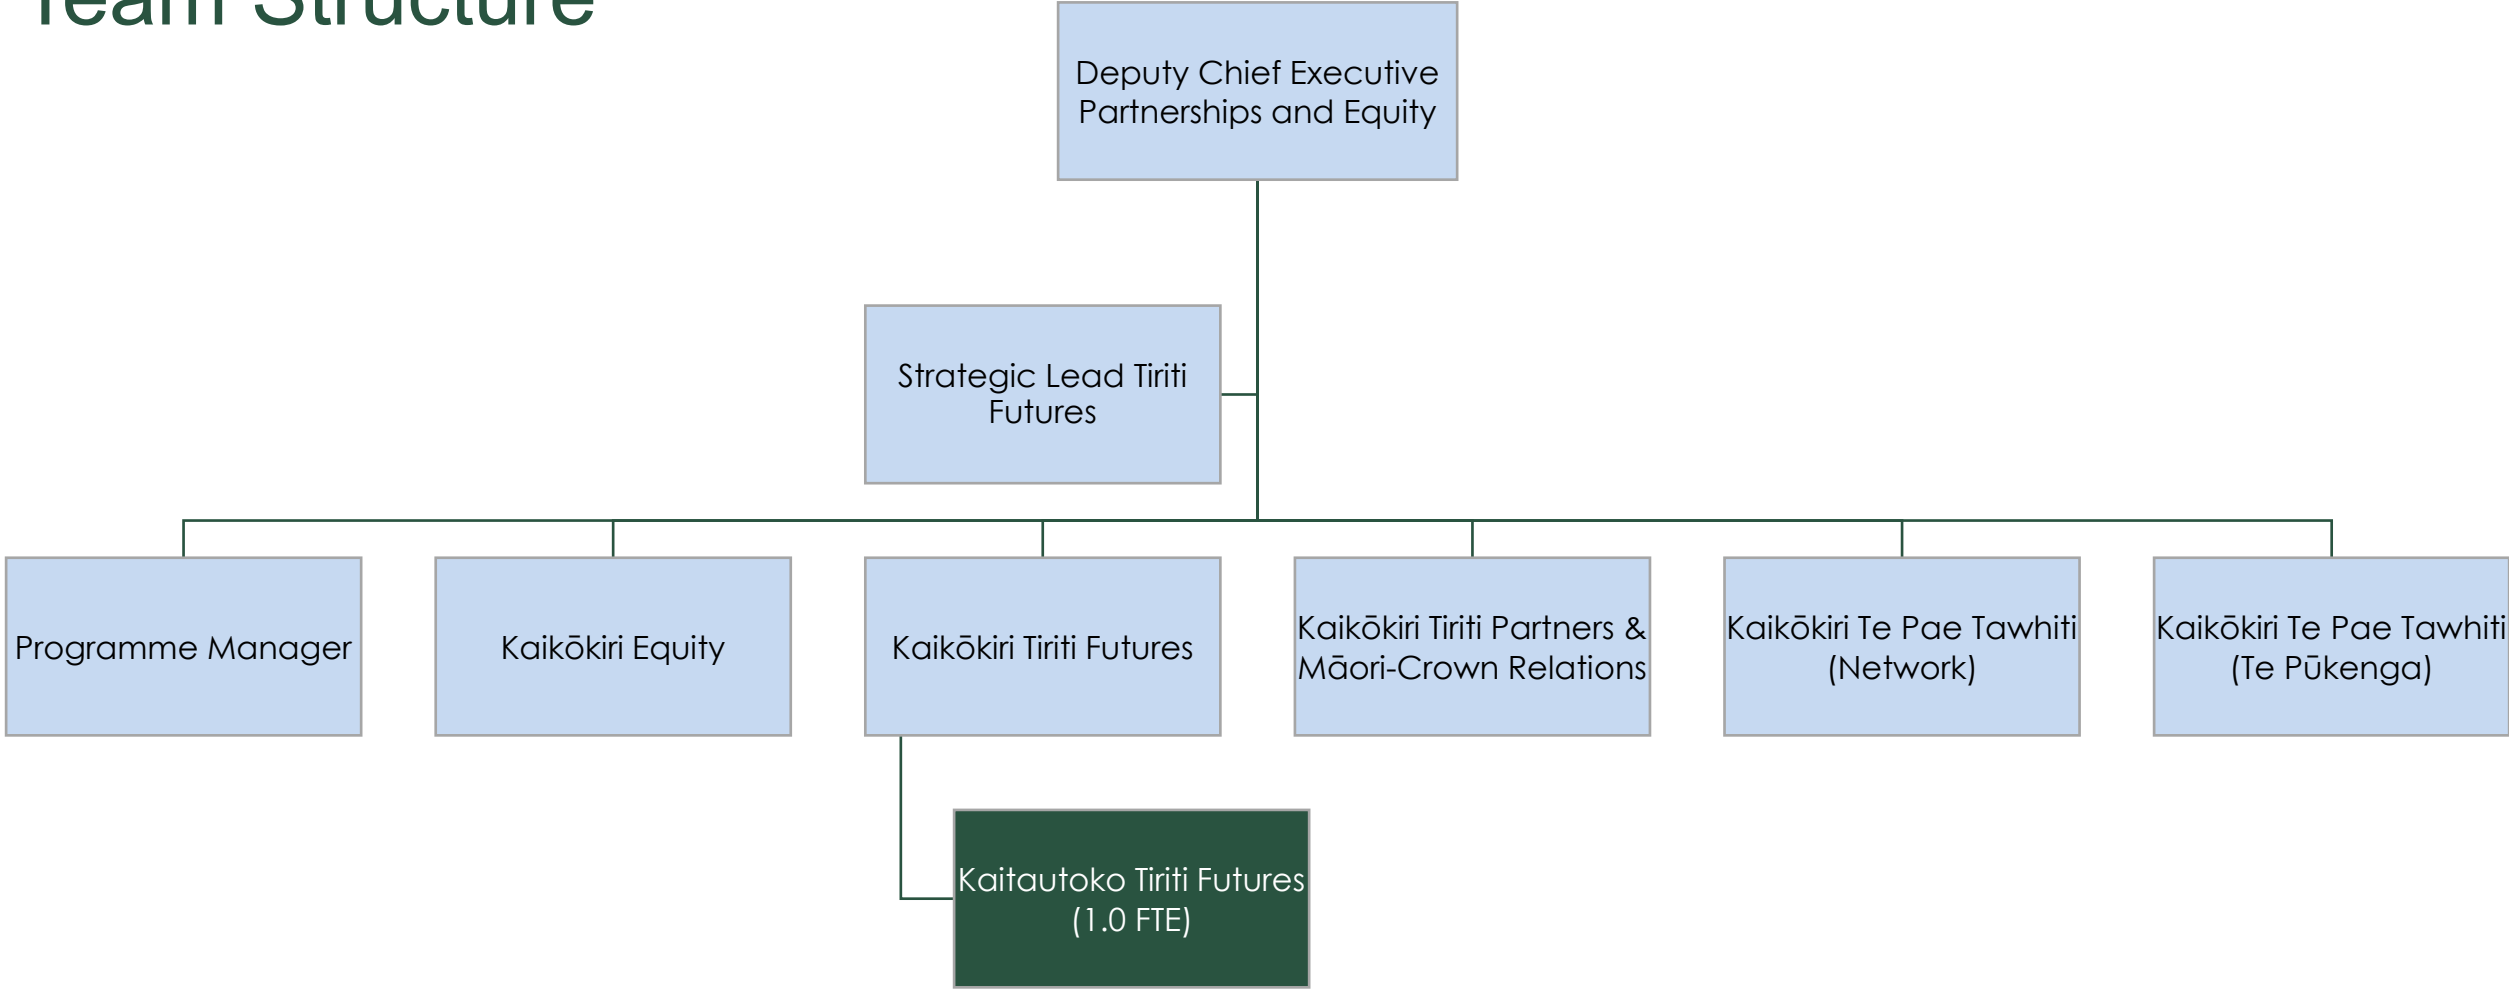 Team Structure
Deputy Chief Executive
Partnerships and Equity
Strategic Lead Tiriti
Futures
Programme Manager
Kaikōkiri Equity
Kaikōkiri Tiriti Futures
Kaikōkiri Tiriti Partners &
Māori-Crown Relations
Kaikōkiri Te Pae Tawhiti
(Network)
Kaikōkiri Te Pae Tawhiti
(Te Pūkenga)
Kaitautoko Tiriti Futures
(1.0 FTE)